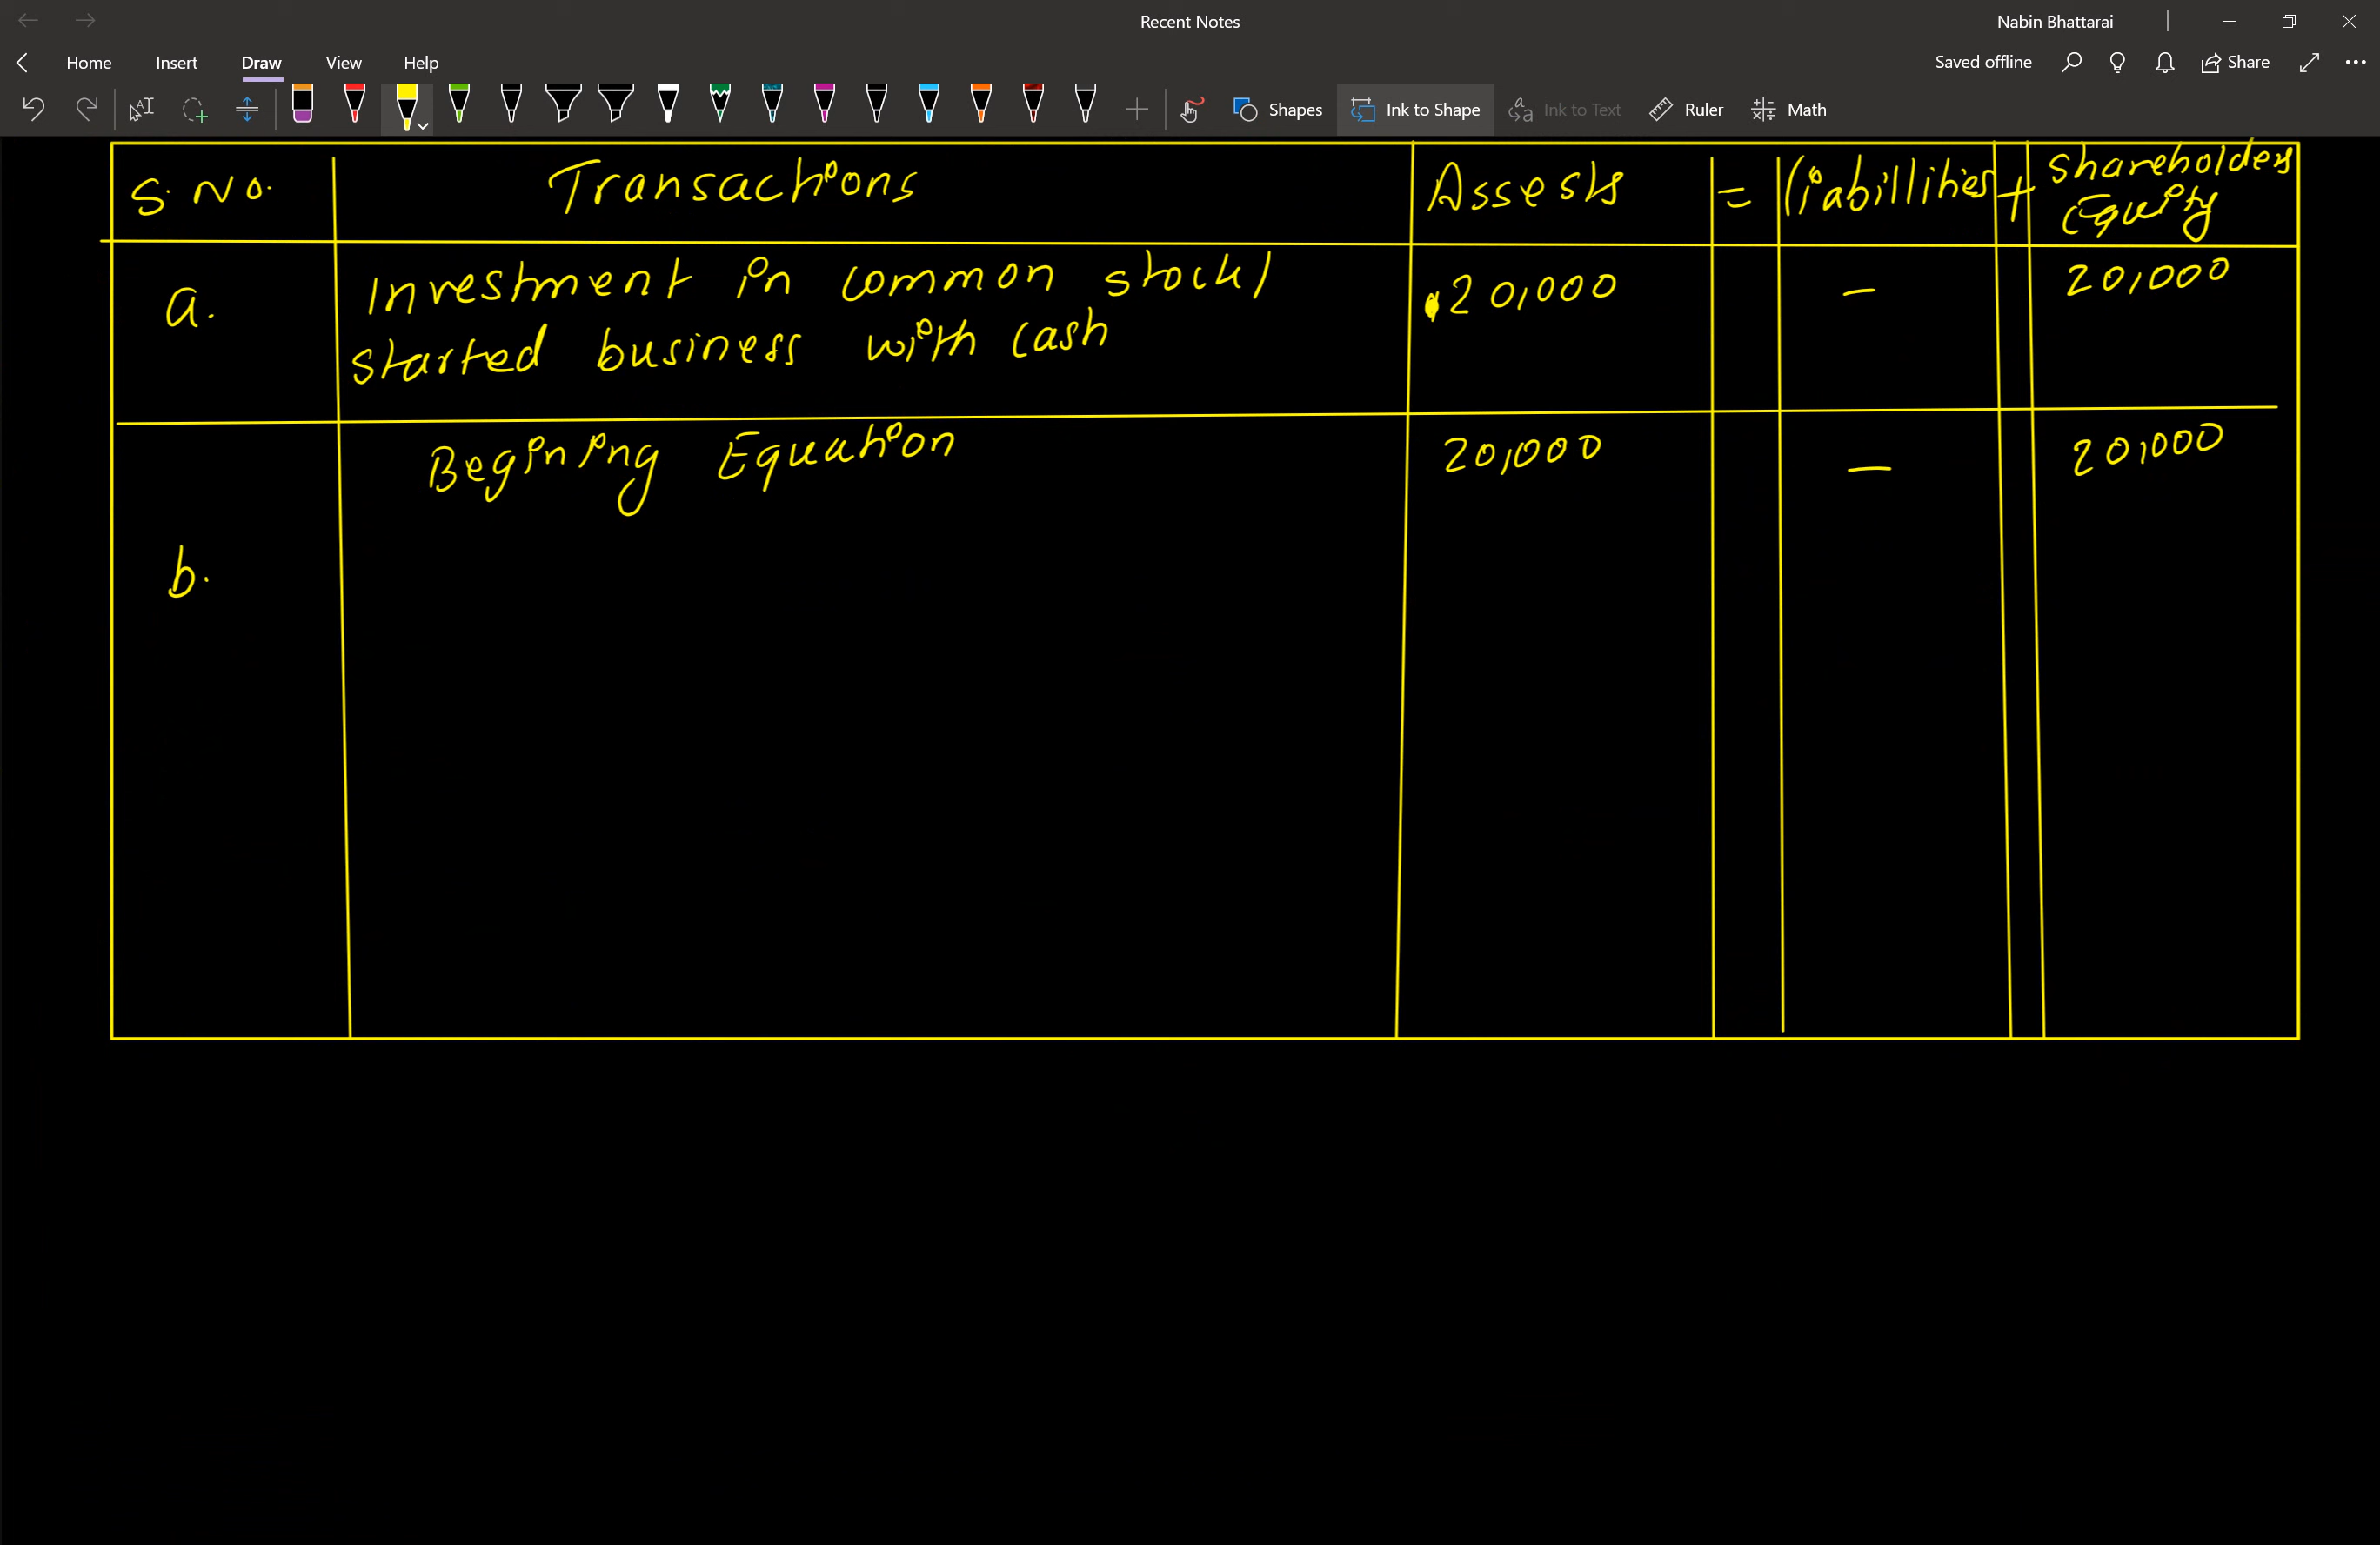 Recent Notes
Nabin Bhattarai
Home Insert Draw View Help
Saved offline
Share
Shapes
Ink to Shape
Ink to Text
Ruler
Math
S. No. Transactions Assests = Liabillities + Shareholders
Equity
a. Investment in common stock/ 20,000 - 20,000
started business with cash
Begining Equation 20,000 - 20,000
b.